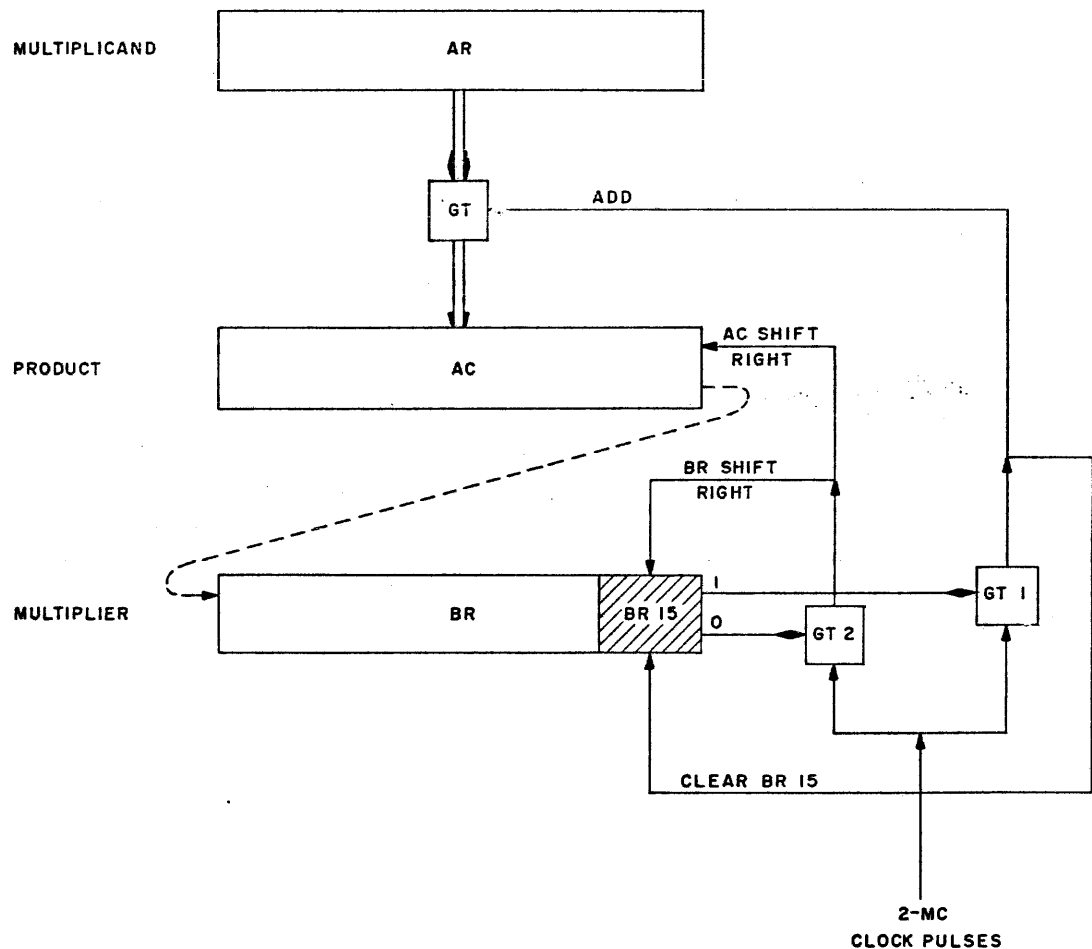 MULTIPLICAND
AR
GT
ADD
AC SHIFT
RIGHT
PRODUCT
AC
BR SHIFT
RIGHT
MULTIPLIER
BR
BR 15
1
0
GT 2
GT 1
CLEAR BR 15
2-MC
CLOCK PULSES